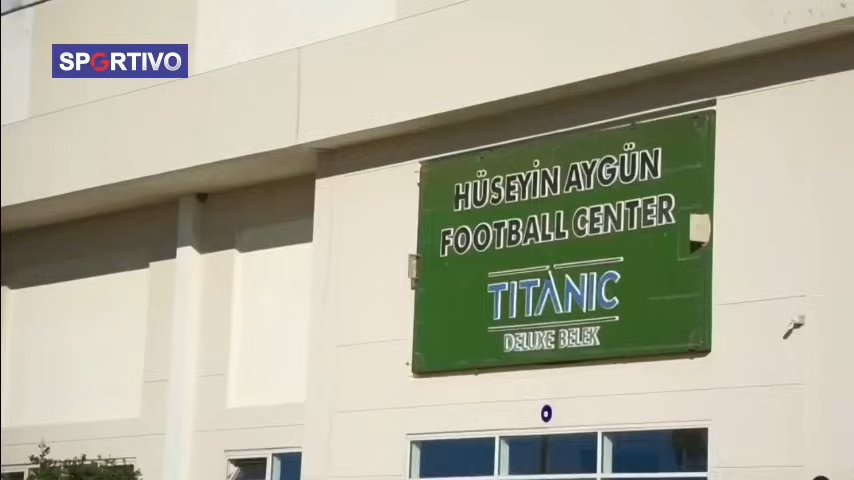 SPORTIVO
HÜSEYİN AYGÜN
FOOTBALL CENTER
TITANIC
DELUXE BELEK